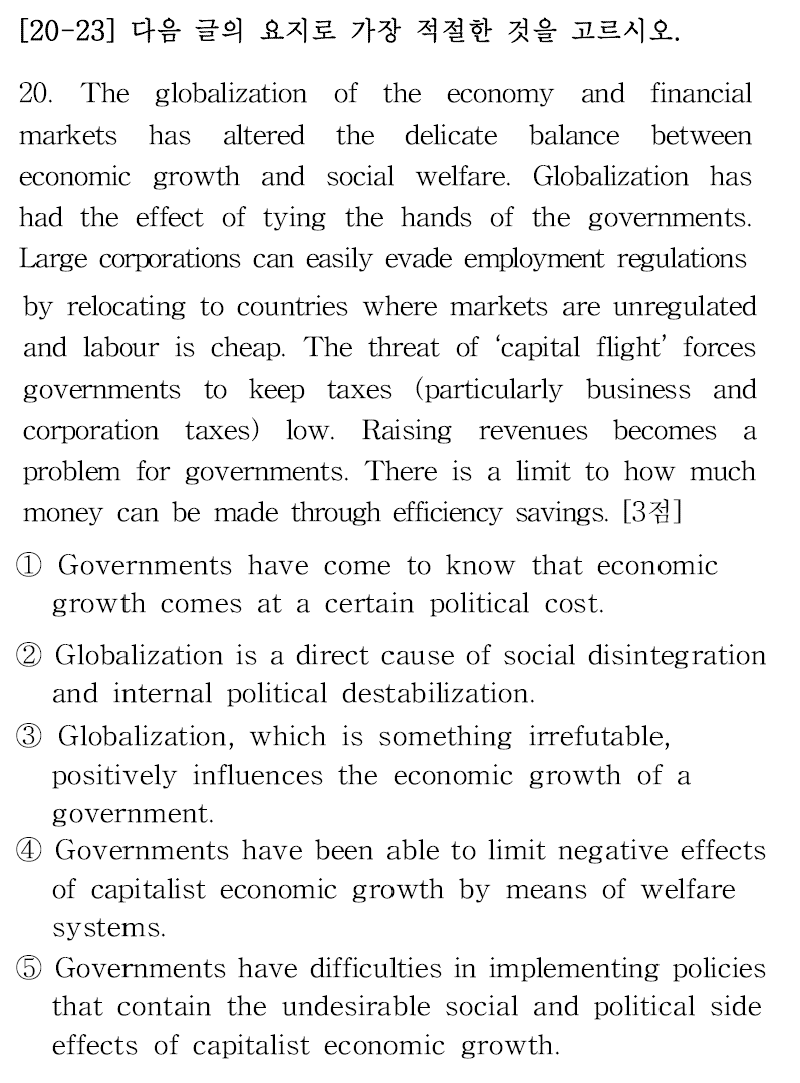 [20-23] 다음 글의 요지로 가장 적절한 것을 고르시오.
20. The globalization of the economy and financial
markets has altered the delicate balance between
economic growth and social welfare. Globalization has
had the effect of tying the hands of the governments.
Large corporations can easily evade employment regulations
by relocating to countries where markets are unregulated
and labour is cheap. The threat of ‘capital flight’ forces
governments to keep taxes (particularly business and
corporation taxes) low. Raising revenues becomes a
problem for governments. There is a limit to how much
money can be made through efficiency savings. [3점]
① Governments have come to know that economic
growth comes at a certain political cost.
② Globalization is a direct cause of social disintegration
and internal political destabilization.
③ Globalization, which is something irrefutable,
positively influences the economic growth of a
government.
④ Governments have been able to limit negative effects
of capitalist economic growth by means of welfare
systems.
⑤ Governments have difficulties in implementing policies
that contain the undesirable social and political side
effects of capitalist economic growth.